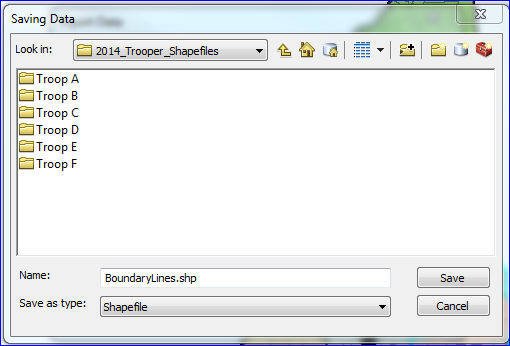 Saving Data
Look in: 2014_Trooper_Shapefiles
Troop A
Troop B
Troop C
Troop D
Troop E
Troop F
Name: BoundaryLines.shp Save
Save as type: Shapefile Cancel